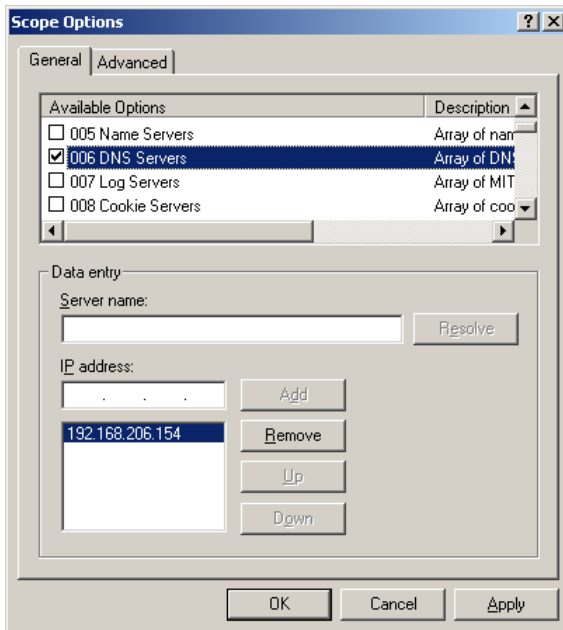 Scope Options
General Advanced
Available Options Description
005 Name Servers Array of nam
006 DNS Servers Array of DNS
007 Log Servers Array of MIT
008 Cookie Servers Array of coo
Data entry
Server name:
Resolve
IP address:
. . .
Add
192.168.206.154
Remove
Up
Down
OK Cancel Apply